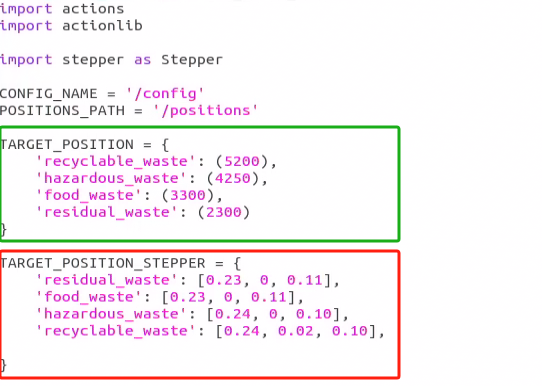 import actions
import actionlib
import stepper as Stepper
CONFIG_NAME = '/config'
POSITIONS_PATH = '/positions'
TARGET_POSITION = {
    'recyclable_waste': (5200),
    'hazardous_waste': (4250),
    'food_waste': (3300),
    'residual_waste': (2300)
}
TARGET_POSITION_STEPPER = {
    'residual_waste': [0.23, 0, 0.11],
    'food_waste': [0.23, 0, 0.11],
    'hazardous_waste': [0.24, 0, 0.10],
    'recyclable_waste': [0.24, 0.02, 0.10],
}